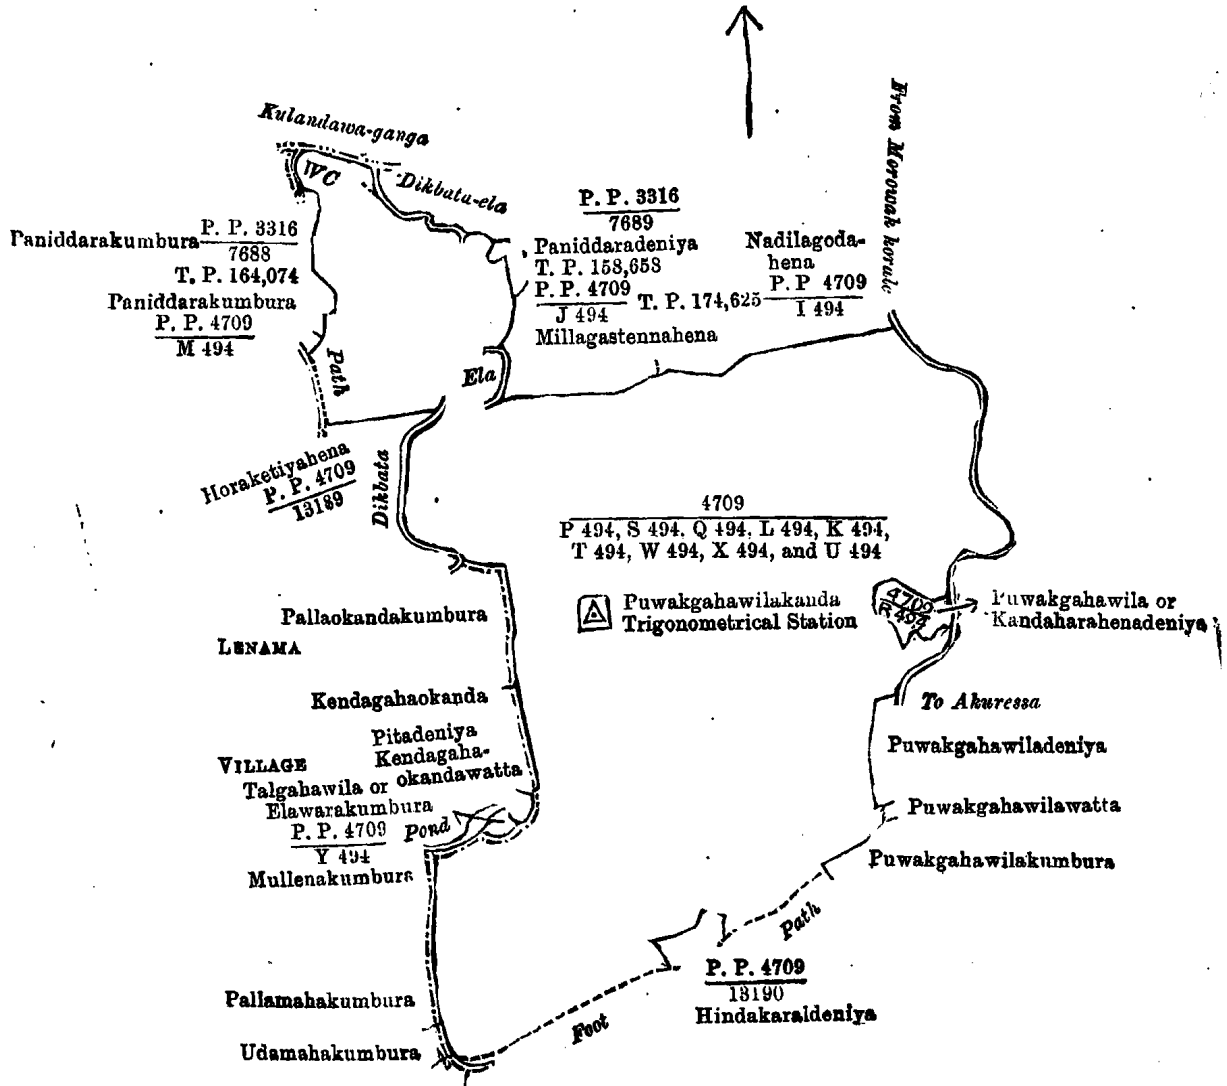 From Morowak korale
Kulandawa-ganga
WC
Dikbatu-ela
P. P. 3316
7689
Paniddaradeniya
T. P. 158,658
P. P. 4709
J 494
Millagastennahena
T. P. 174,625
Nadilagoda-
hena
P. P 4709
I 494
Paniddarakumbura
P. P. 3316
7688
T. P. 164,074
Paniddarakumbura
P. P. 4709
M 494
Path
Ela
Horaketiyahena
P. P. 4709
13189
Dikbata
4709
P 494, S 494, Q 494, L 494, K 494,
T 494, W 494, X 494, and U 494
Puwakgahawilakanda
Trigonometrical Station
4709
R 494
Puwakgahawila or
Kandaharahenadeniya
Pallaokandakumbura
LENAMA
Kendagahaokanda
To Akuressa
Pitadeniya
Kendagaha-
okandawatta
VILLAGE
Talgahawila or
Elawarakumbura
P. P. 4709
Y 494
Pond
Mullenakumbura
Puwakgahawiladeniya
Puwakgahawilawatta
Puwakgahawilakumbura
Path
P. P. 4709
13190
Hindakaraldeniya
Foot
Pallamahakumbura
Udamahakumbura